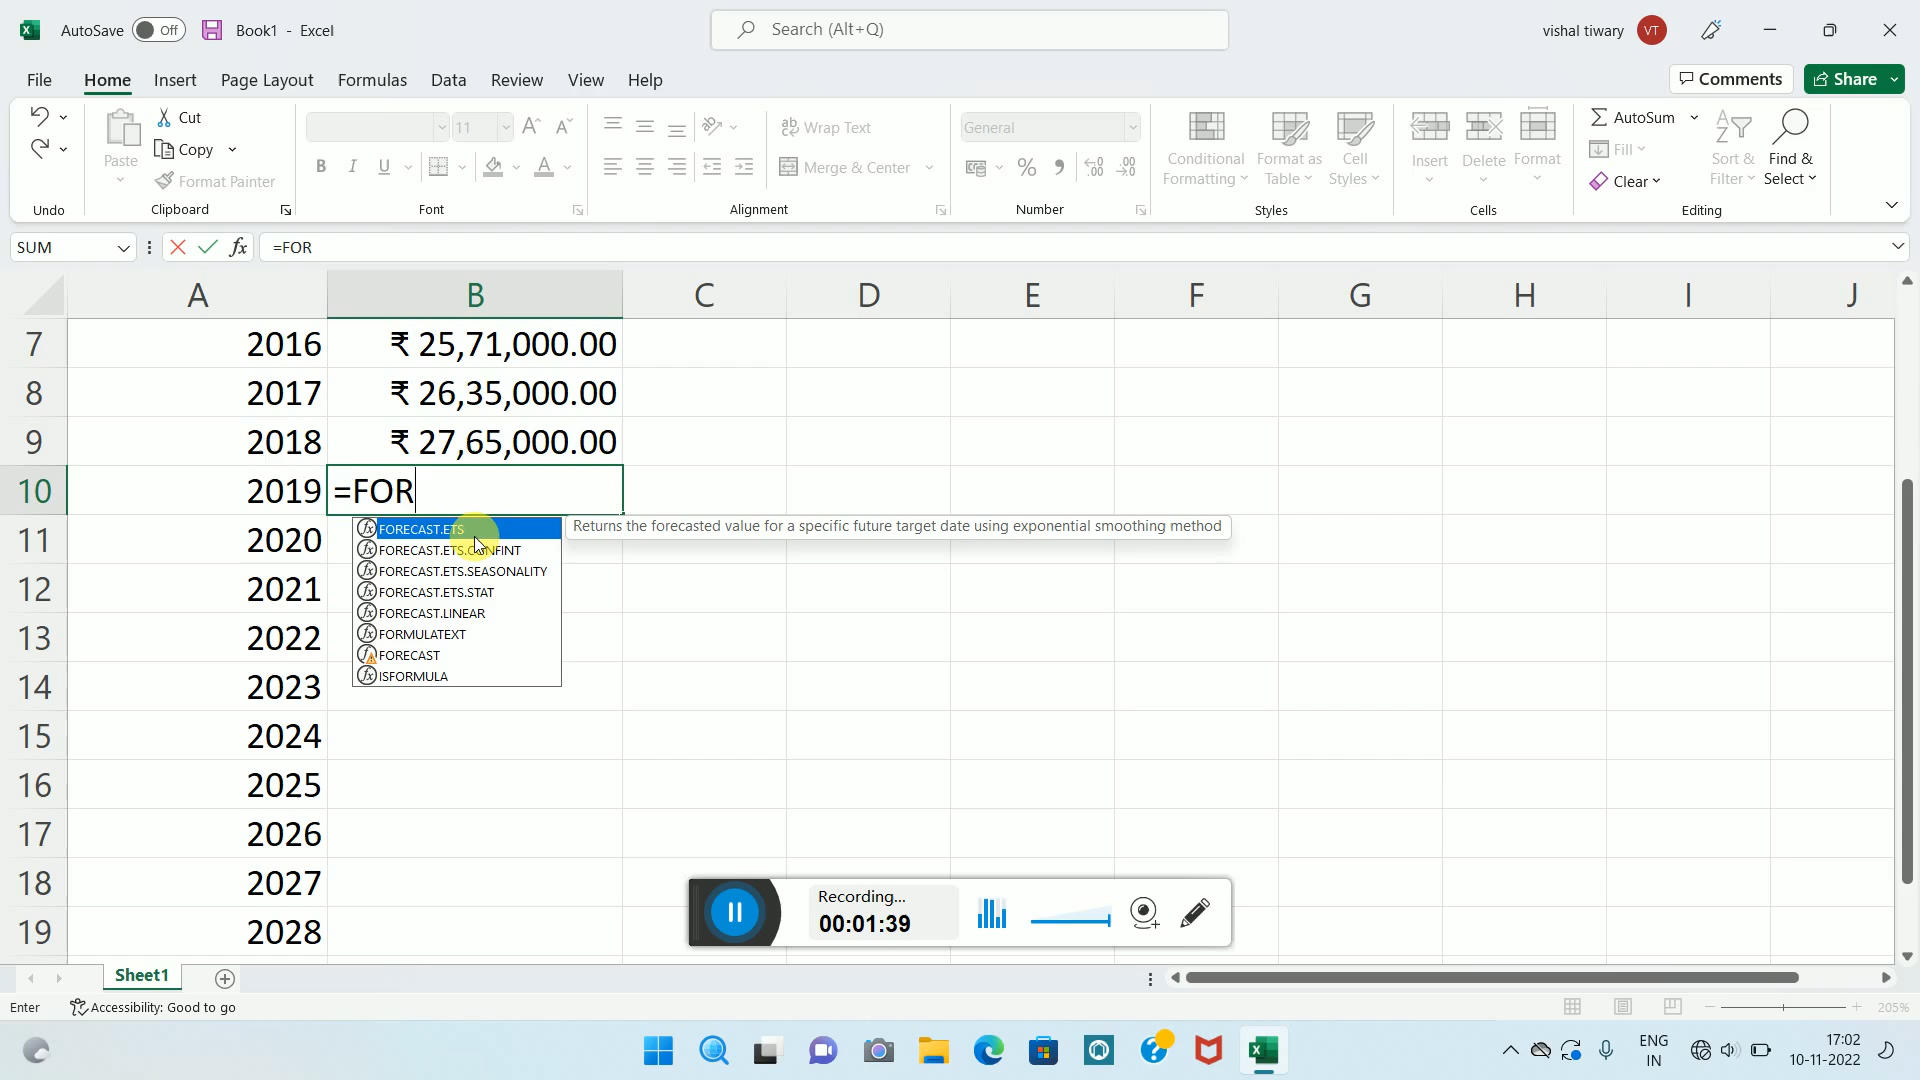 AutoSave Off Book1 - Excel Search (Alt+Q) vishal tiwary VT
File Home Insert Page Layout Formulas Data Review View Help Comments Share
Cut
Copy
Format Painter
Paste
11
Wrap Text
Merge & Center
General
Conditional Formatting
Format as Table
Cell Styles
Insert
Delete
Format
AutoSum
Fill
Clear
Sort & Filter
Find & Select
Undo Clipboard Font Alignment Number Styles Cells Editing
SUM fx =FOR
A B C D E F G H I J
7 2016 ₹ 25,71,000.00
8 2017 ₹ 26,35,000.00
9 2018 ₹ 27,65,000.00
10 2019 =FOR
FORECAST.ETS
Returns the forecasted value for a specific future target date using exponential smoothing method
FORECAST.ETS.CONFINT
FORECAST.ETS.SEASONALITY
FORECAST.ETS.STAT
FORECAST.LINEAR
FORMULATEXT
FORECAST
ISFORMULA
11 2020
12 2021
13 2022
14 2023
15 2024
16 2025
17 2026
18 2027
19 2028
Recording...
00:01:39
Sheet1
Enter Accessibility: Good to go 205%
ENG
IN
17:02
10-11-2022